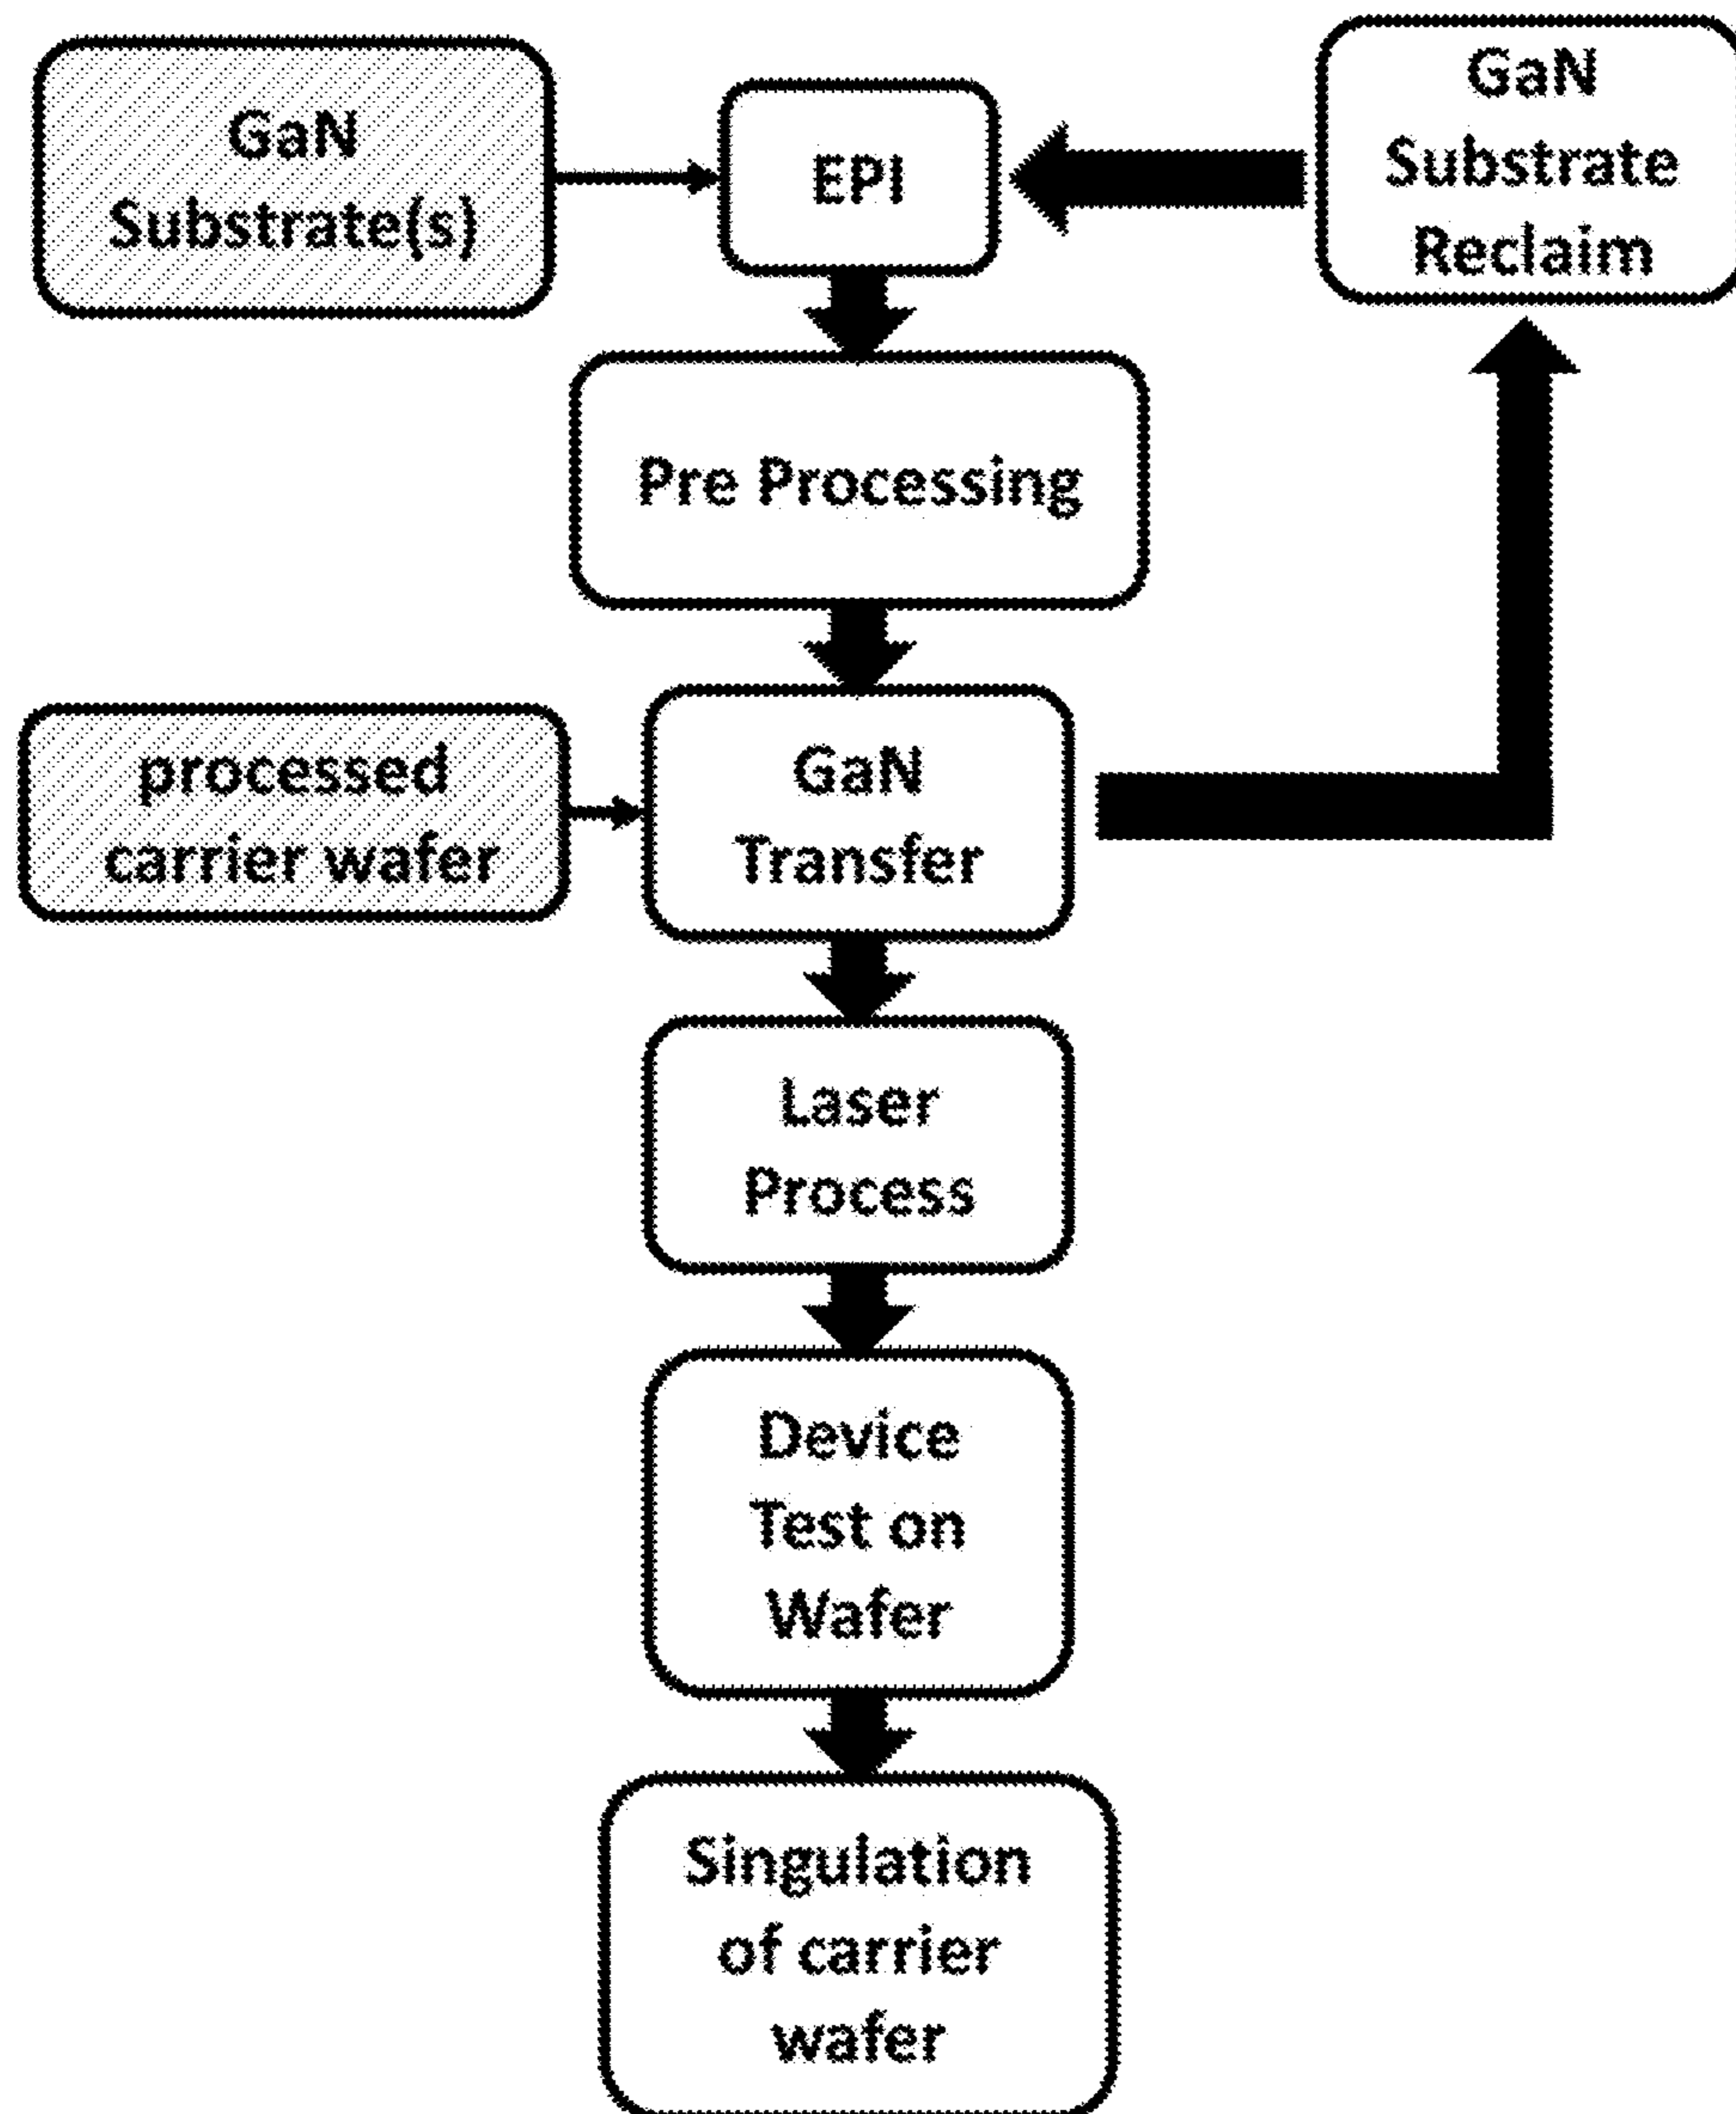 GaN
Substrate(s)
EPI
GaN
Substrate
Reclaim
Pre Processing
processed
carrier wafer
GaN
Transfer
Laser
Process
Device
Test on
Wafer
Singulation
of carrier
wafer